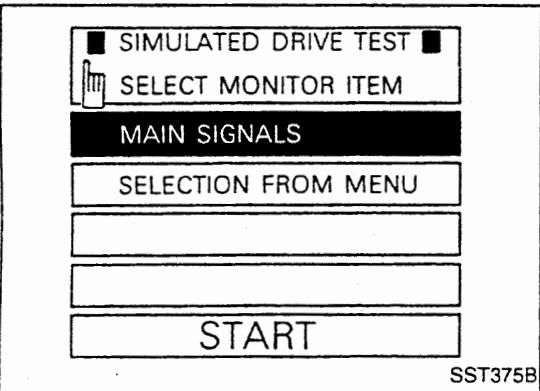 ■ SIMULATED DRIVE TEST ■
SELECT MONITOR ITEM
MAIN SIGNALS
SELECTION FROM MENU
START
SST375B